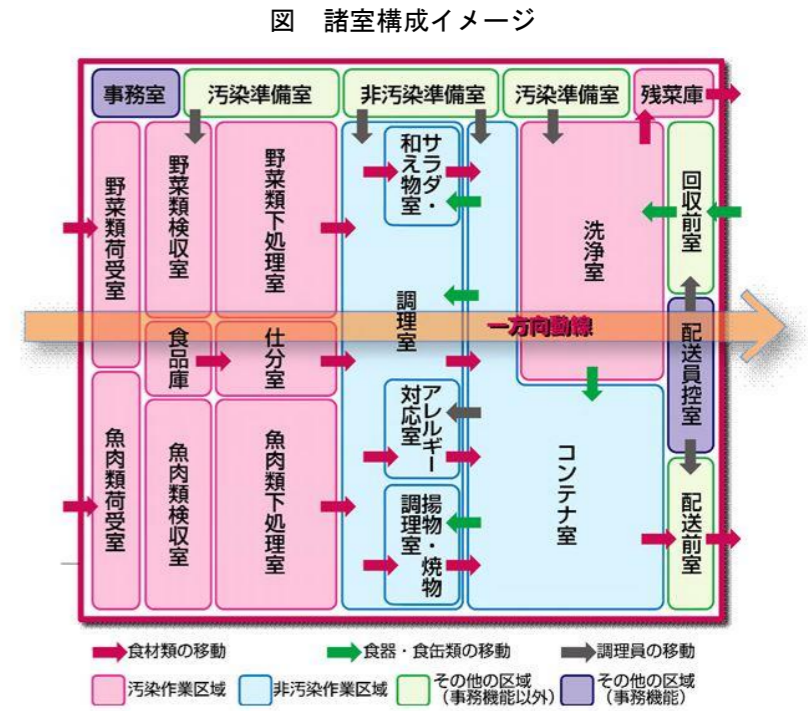 図　諸室構成イメージ
事務室
汚染準備室
非汚染準備室
汚染準備室
残菜庫
野菜類荷受室
野菜類検収室
野菜類下処理室
サラダ・
和え物室
洗浄室
回収前室
調理室
一方向動線
食品庫
仕分室
配送員控室
アレルギー
対応室
魚肉類荷受室
魚肉類検収室
魚肉類下処理室
揚物・焼物
調理室
コンテナ室
配送前室
食材類の移動
食器・食缶類の移動
調理員の移動
汚染作業区域
非汚染作業区域
その他の区域
（事務機能以外）
その他の区域
（事務機能）